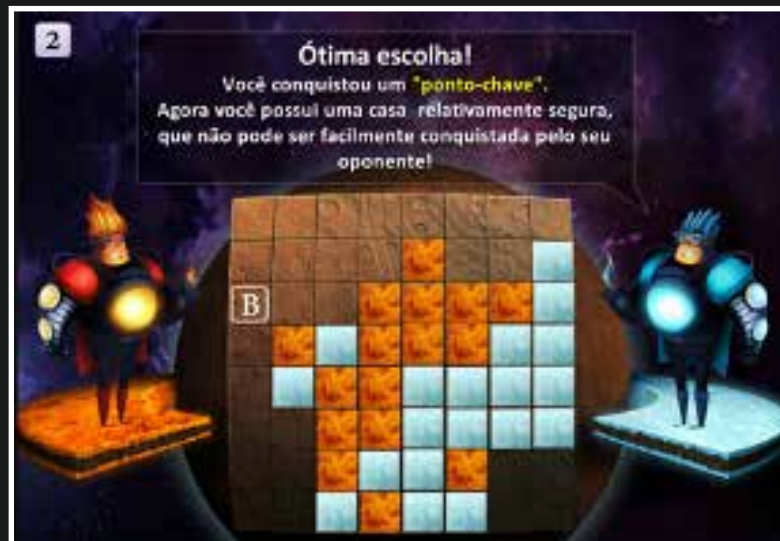 2
Ótima escolha!
Você conquistou um "ponto-chave".
Agora você possui uma casa relativamente segura,
que não pode ser facilmente conquistada pelo seu
oponente!
B